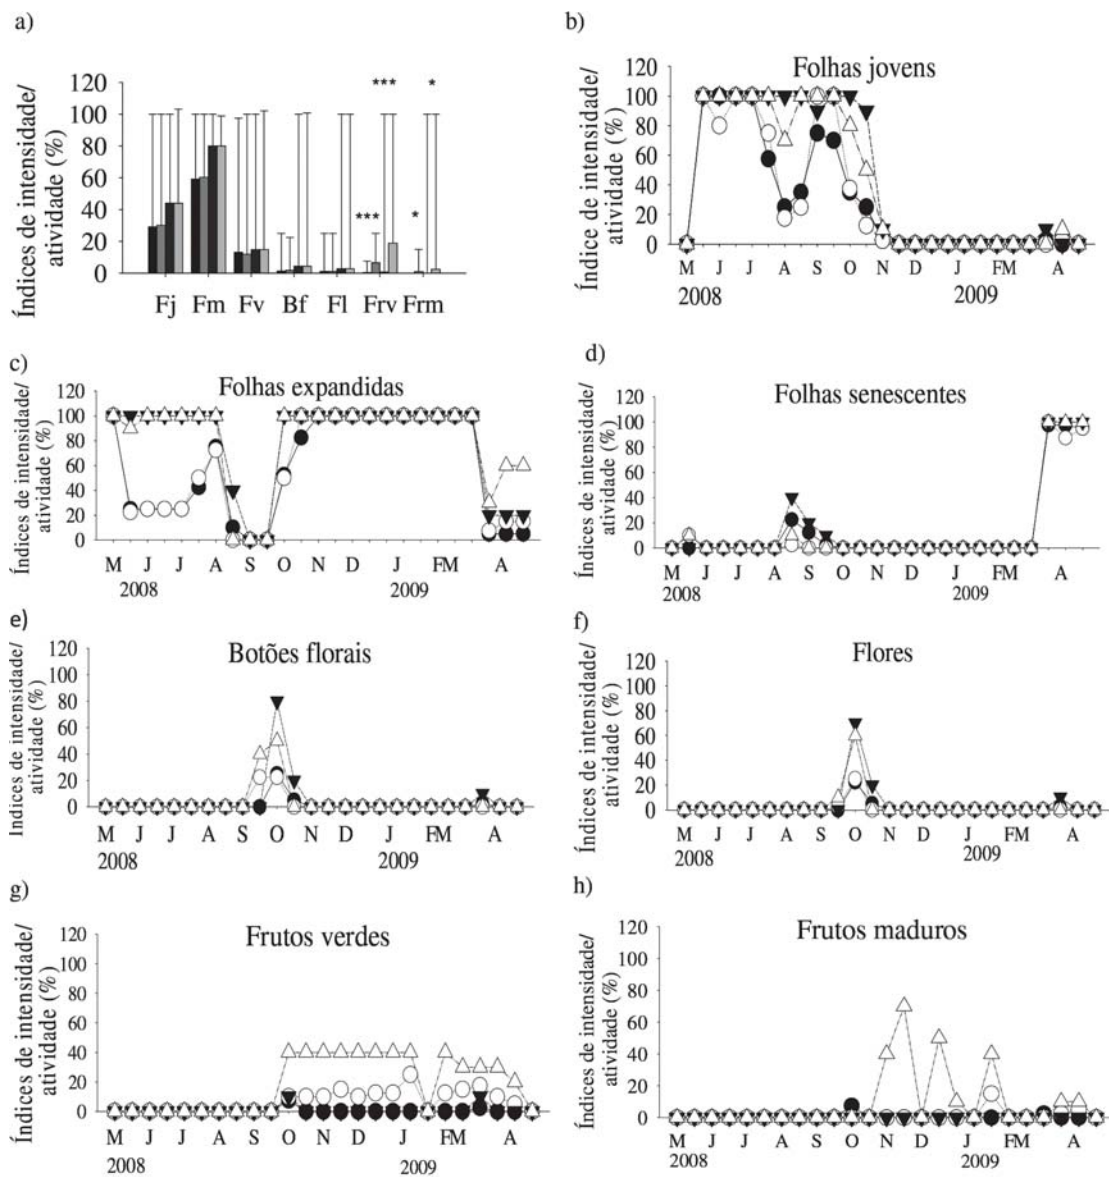 a)
Índices de intensidade/
atividade (%)
120
100
80
60
40
20
0
***
*
***
*
Fj Fm Fv Bf Fl Frv Frm
b)
Folhas jovens
Índice de intensidade/
atividade (%)
120
100
80
60
40
20
0
M J J A S O N D J FM A
2008 2009
c)
Folhas expandidas
Índices de intensidade/
atividade (%)
120
100
80
60
40
20
0
M J J A S O N D J FM A
2008 2009
d)
Folhas senescentes
Índices de intensidade/
atividade (%)
120
100
80
60
40
20
0
M J J A S O N D J FM A
2008 2009
e)
Botões florais
Indices de intensidade/
atividade (%)
120
100
80
60
40
20
0
M J J A S O N D J FM A
2008 2009
f)
Flores
Índices de intensidade/
atividade (%)
120
100
80
60
40
20
0
M J J A S O N D J FM A
2008 2009
g)
Frutos verdes
Índices de intensidade/
atividade (%)
120
100
80
60
40
20
0
M J J A S O N D J FM A
2008 2009
h)
Frutos maduros
Índices de intensidade/
atividade (%)
120
100
80
60
40
20
0
M J J A S O N D J FM A
2008 2009